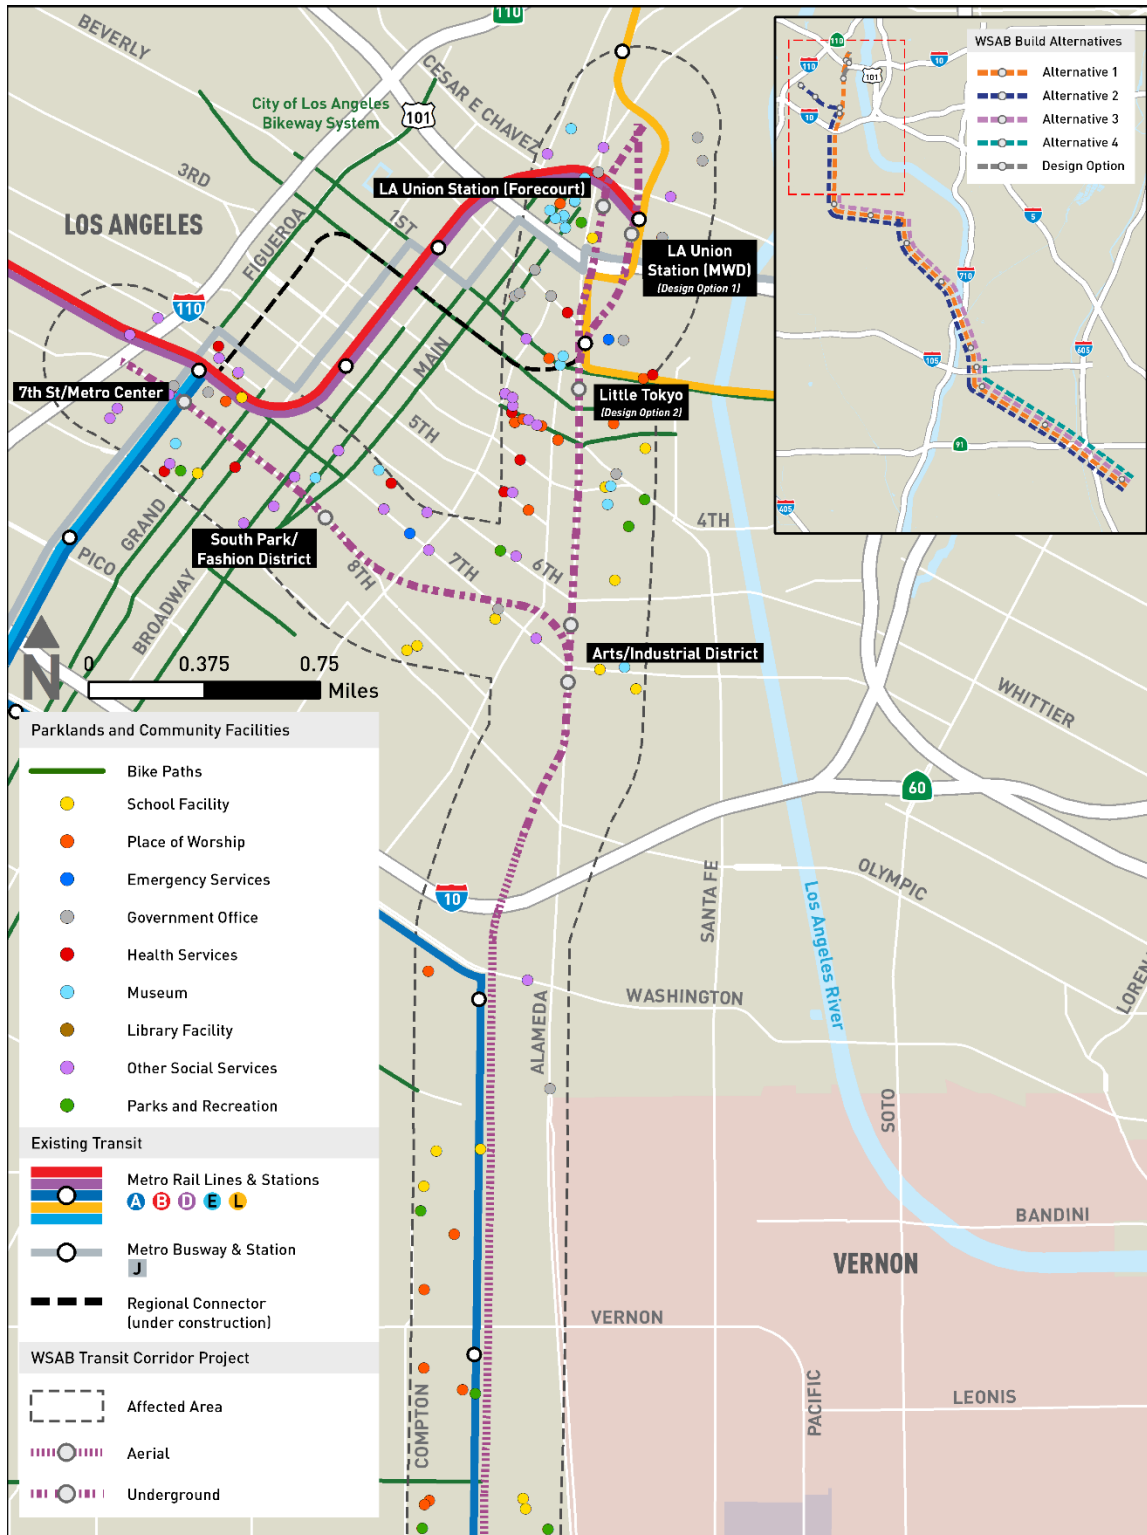 110
BEVERLY
CESAR E CHAVEZ
City of Los Angeles
Bikeway System
101
3RD
LA Union Station (Forecourt)
LOS ANGELES
FIGUEROA
1ST
LA Union
Station (MWD)
(Design Option 1)
110
MAIN
7th St/Metro Center
Little Tokyo
(Design Option 2)
5TH
4TH
GRAND
South Park/
Fashion District
PICO
8TH
7TH
6TH
BROADWAY
N
0 0.375 0.75
Miles
Arts/Industrial District
WHITTIER
60
OLYMPIC
10
SANTA FE
Los Angeles River
WASHINGTON
ALAMEDA
SOTO
BANDINI
VERNON
VERNON
PACIFIC
LEONIS
COMPTON
WSAB Build Alternatives
Alternative 1
Alternative 2
Alternative 3
Alternative 4
Design Option
110
10
110
101
10
5
710
105
605
91
405
Parklands and Community Facilities
Bike Paths
School Facility
Place of Worship
Emergency Services
Government Office
Health Services
Museum
Library Facility
Other Social Services
Parks and Recreation
Existing Transit
Metro Rail Lines & Stations
A B D E L
Metro Busway & Station
J
Regional Connector
(under construction)
WSAB Transit Corridor Project
Affected Area
Aerial
Underground